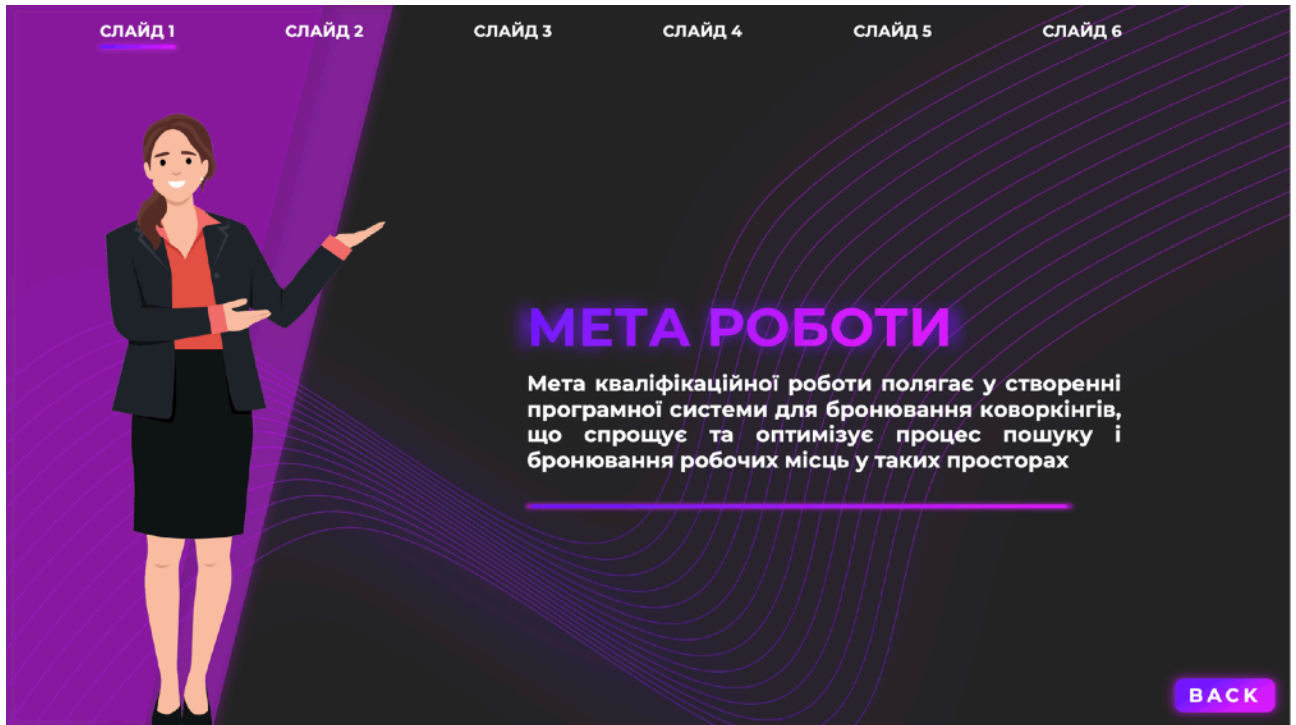 СЛАЙД 1 СЛАЙД 2 СЛАЙД 3 СЛАЙД 4 СЛАЙД 5 СЛАЙД 6
МЕТА РОБОТИ
Мета кваліфікаційної роботи полягає у створенні
програмної системи для бронювання коворкінгів,
що спрощує та оптимізує процес пошуку і
бронювання робочих місць у таких просторах
BACK